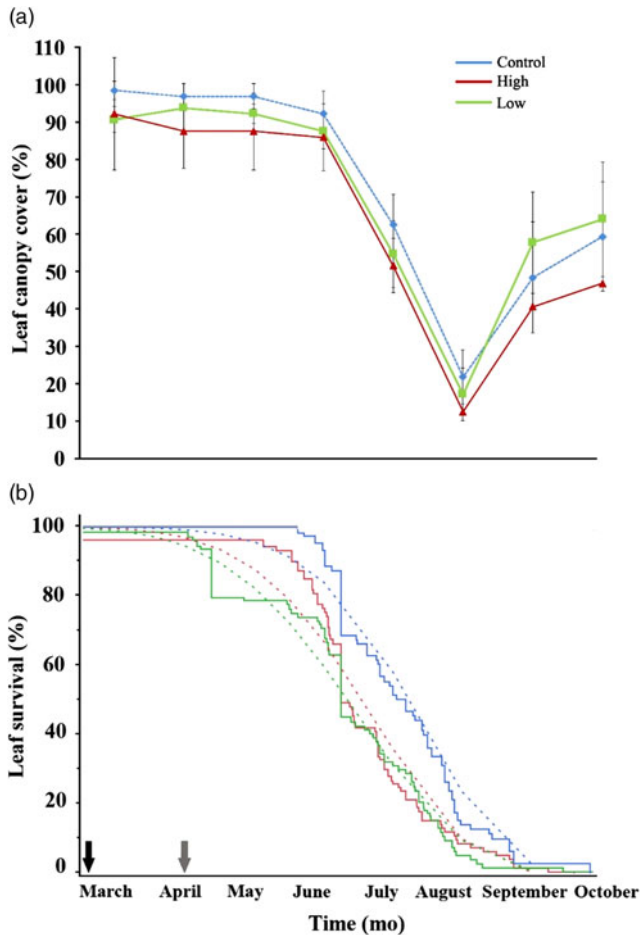 (a)
110
100
90
80
70
60
50
40
30
20
10
0
Leaf canopy cover (%)
Control
High
Low
(b)
100
80
60
40
20
0
Leaf survival (%)
March April May June July August September October
Time (mo)